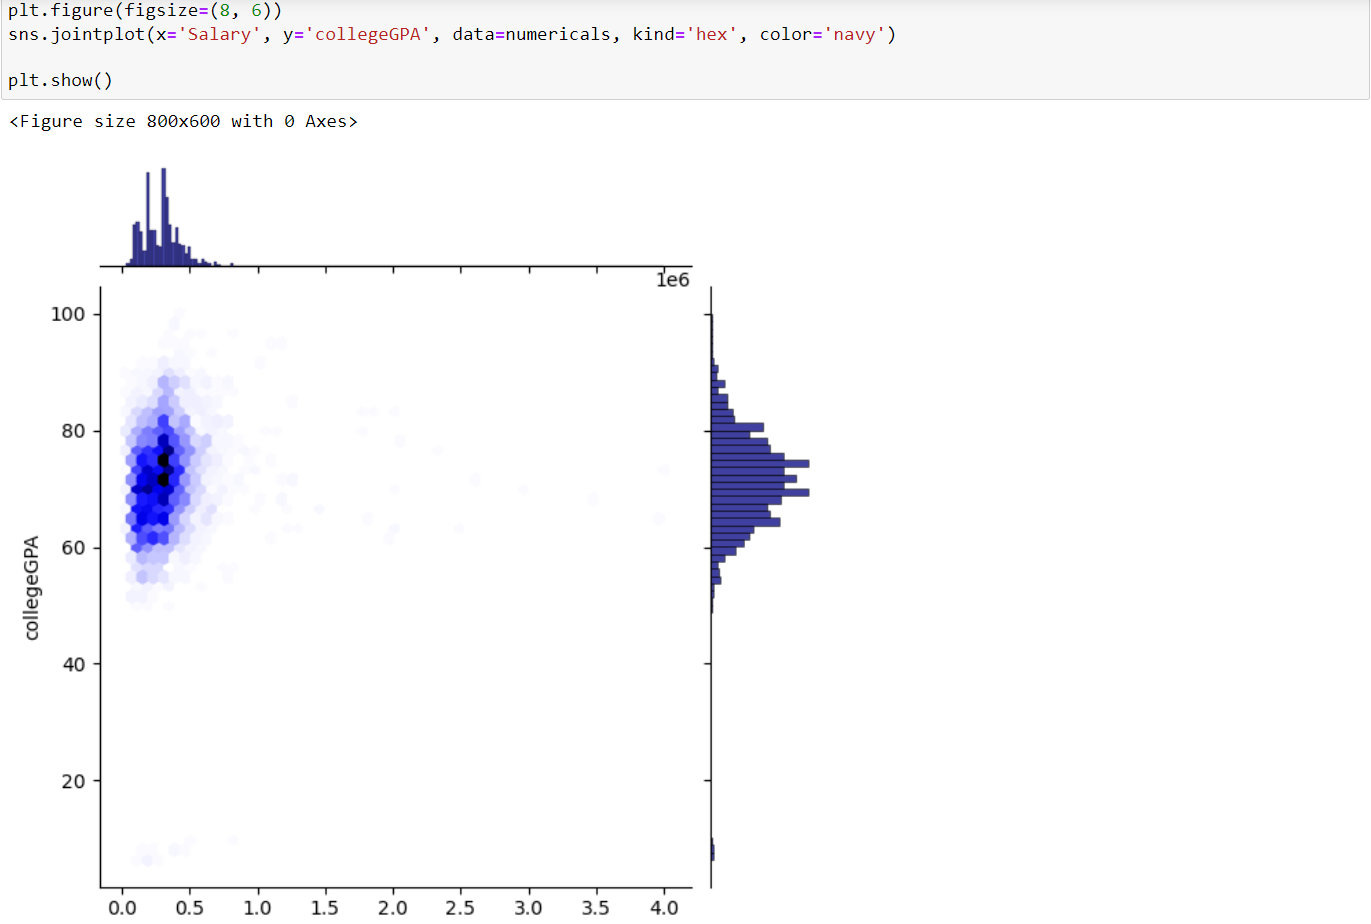 plt.figure(figsize=(8, 6))
sns.jointplot(x='Salary', y='collegeGPA', data=numericals, kind='hex', color='navy')
plt.show()
<Figure size 800x600 with 0 Axes>
1e6
100
80
60
40
20
collegeGPA
0.0 0.5 1.0 1.5 2.0 2.5 3.0 3.5 4.0